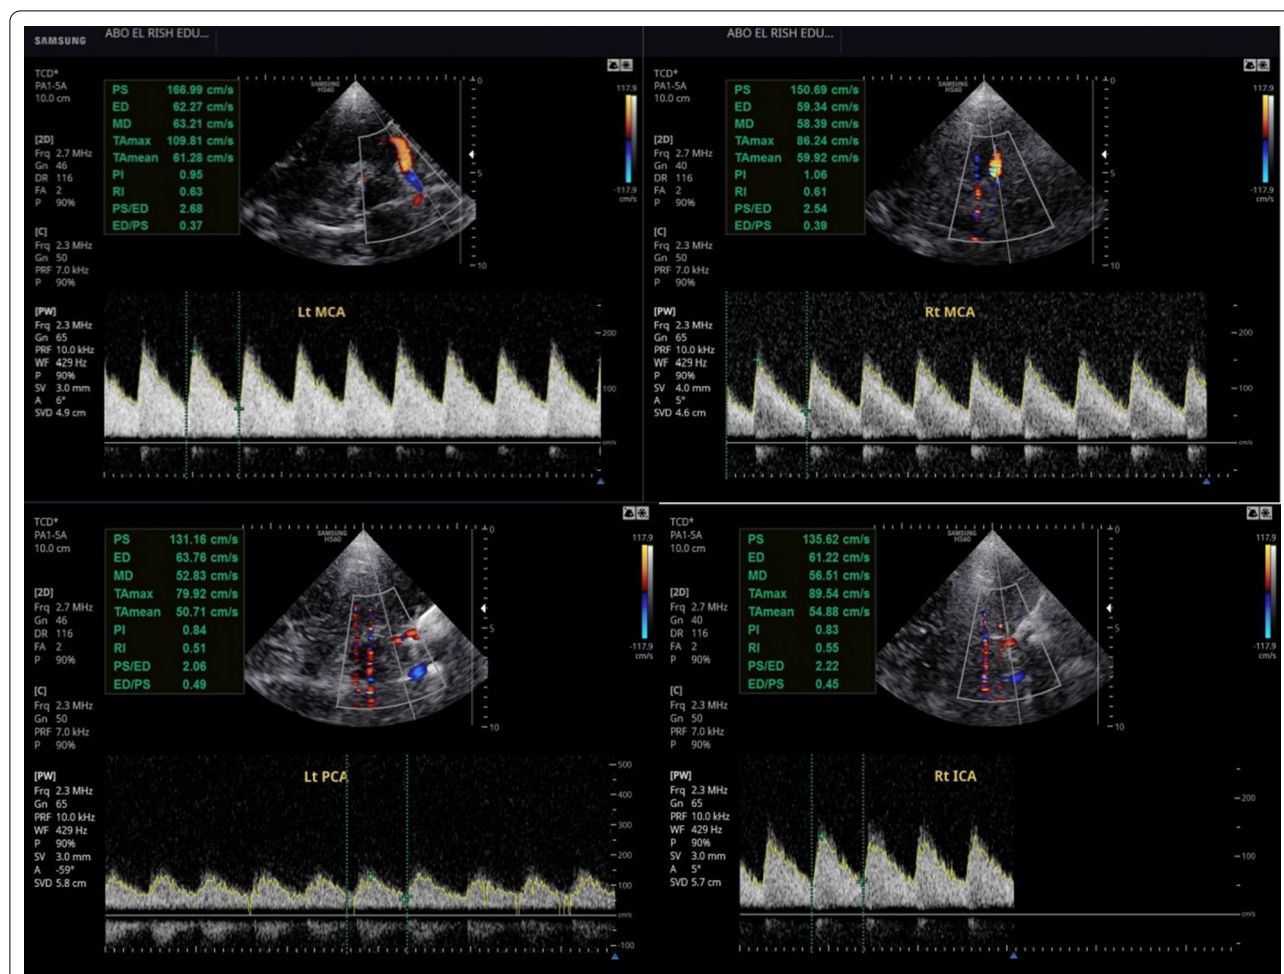 SAMSUNG
ABO EL RISH EDU...
TCD*
PA1-5A
10.0 cm
[2D]
Frq 2.7 MHz
Gn 46
DR 116
FA 2
P 90%
[C]
Frq 2.3 MHz
Gn 50
PRF 7.0 kHz
P 90%
[PW]
Frq 2.3 MHz
Gn 65
PRF 10.0 kHz
WF 429 Hz
P 90%
SV 3.0 mm
A 6°
SVD 4.9 cm
PS 166.99 cm/s
ED 62.27 cm/s
MD 63.21 cm/s
TAmax 109.81 cm/s
TAmean 61.28 cm/s
PI 0.95
RI 0.63
PS/ED 2.68
ED/PS 0.37
SAMSUNG
HS60
0
5
10
117.9
-117.9
cm/s
Lt MCA
200
100
cm/s
ABO EL RISH EDU...
TCD*
PA1-5A
10.0 cm
[2D]
Frq 2.7 MHz
Gn 40
DR 116
FA 2
P 90%
[C]
Frq 2.3 MHz
Gn 50
PRF 7.0 kHz
P 90%
[PW]
Frq 2.3 MHz
Gn 65
PRF 10.0 kHz
WF 429 Hz
P 90%
SV 4.0 mm
A 5°
SVD 4.6 cm
PS 150.69 cm/s
ED 59.34 cm/s
MD 58.39 cm/s
TAmax 86.24 cm/s
TAmean 59.92 cm/s
PI 1.06
RI 0.61
PS/ED 2.54
ED/PS 0.39
SAMSUNG
HS60
0
5
10
117.9
-117.9
cm/s
Rt MCA
200
100
cm/s
TCD*
PA1-5A
10.0 cm
[2D]
Frq 2.7 MHz
Gn 46
DR 116
FA 2
P 90%
[C]
Frq 2.3 MHz
Gn 50
PRF 7.0 kHz
P 90%
[PW]
Frq 2.3 MHz
Gn 65
PRF 10.0 kHz
WF 429 Hz
P 90%
SV 3.0 mm
A -59°
SVD 5.8 cm
PS 131.16 cm/s
ED 63.76 cm/s
MD 52.83 cm/s
TAmax 79.92 cm/s
TAmean 50.71 cm/s
PI 0.84
RI 0.51
PS/ED 2.06
ED/PS 0.49
SAMSUNG
HS60
0
5
10
117.9
-117.9
cm/s
Lt PCA
500
400
300
200
100
cm/s
-100
TCD*
PA1-5A
10.0 cm
[2D]
Frq 2.7 MHz
Gn 40
DR 116
FA 2
P 90%
[C]
Frq 2.3 MHz
Gn 50
PRF 7.0 kHz
P 90%
[PW]
Frq 2.3 MHz
Gn 65
PRF 10.0 kHz
WF 429 Hz
P 90%
SV 3.0 mm
A 5°
SVD 5.7 cm
PS 135.62 cm/s
ED 61.22 cm/s
MD 56.51 cm/s
TAmax 89.54 cm/s
TAmean 54.88 cm/s
PI 0.83
RI 0.55
PS/ED 2.22
ED/PS 0.45
SAMSUNG
HS60
0
5
10
117.9
-117.9
cm/s
Rt ICA
200
100
cm/s